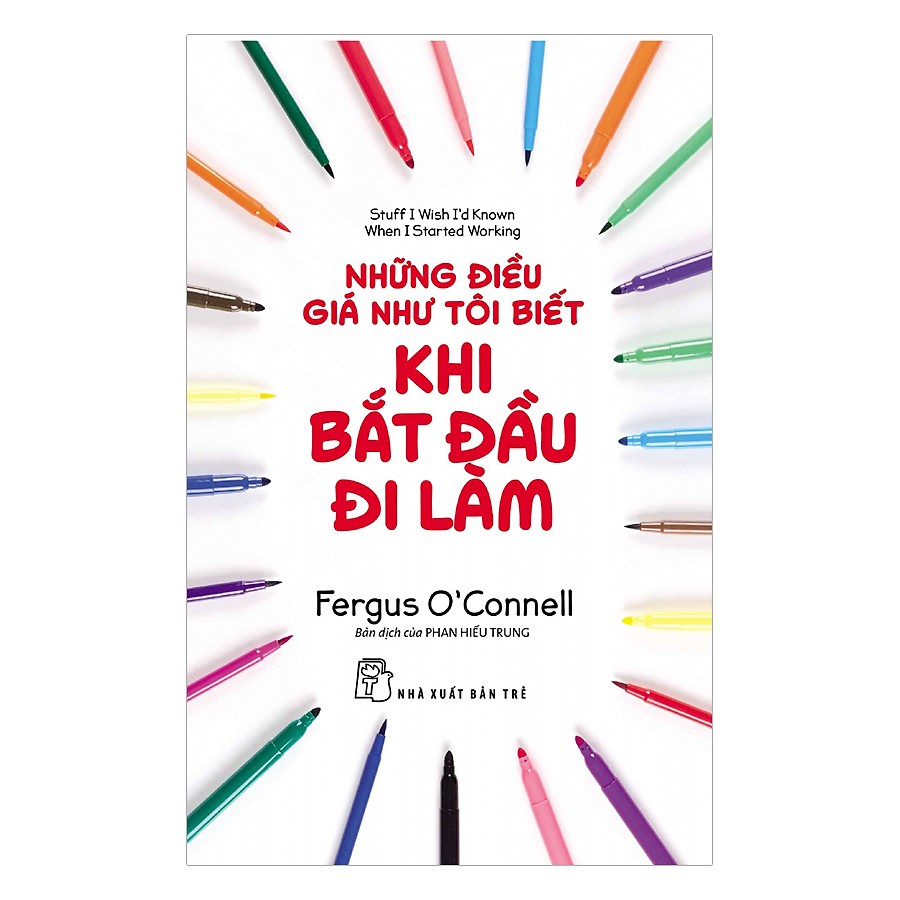 Stuff I Wish I'd Known
When I Started Working
NHỮNG ĐIỀU
GIÁ NHƯ TÔI BIẾT
KHI
BẮT ĐẦU
ĐI LÀM
Fergus O'Connell
Bản dịch của PHAN HIẾU TRUNG
T
NHÀ XUẤT BẢN TRẺ